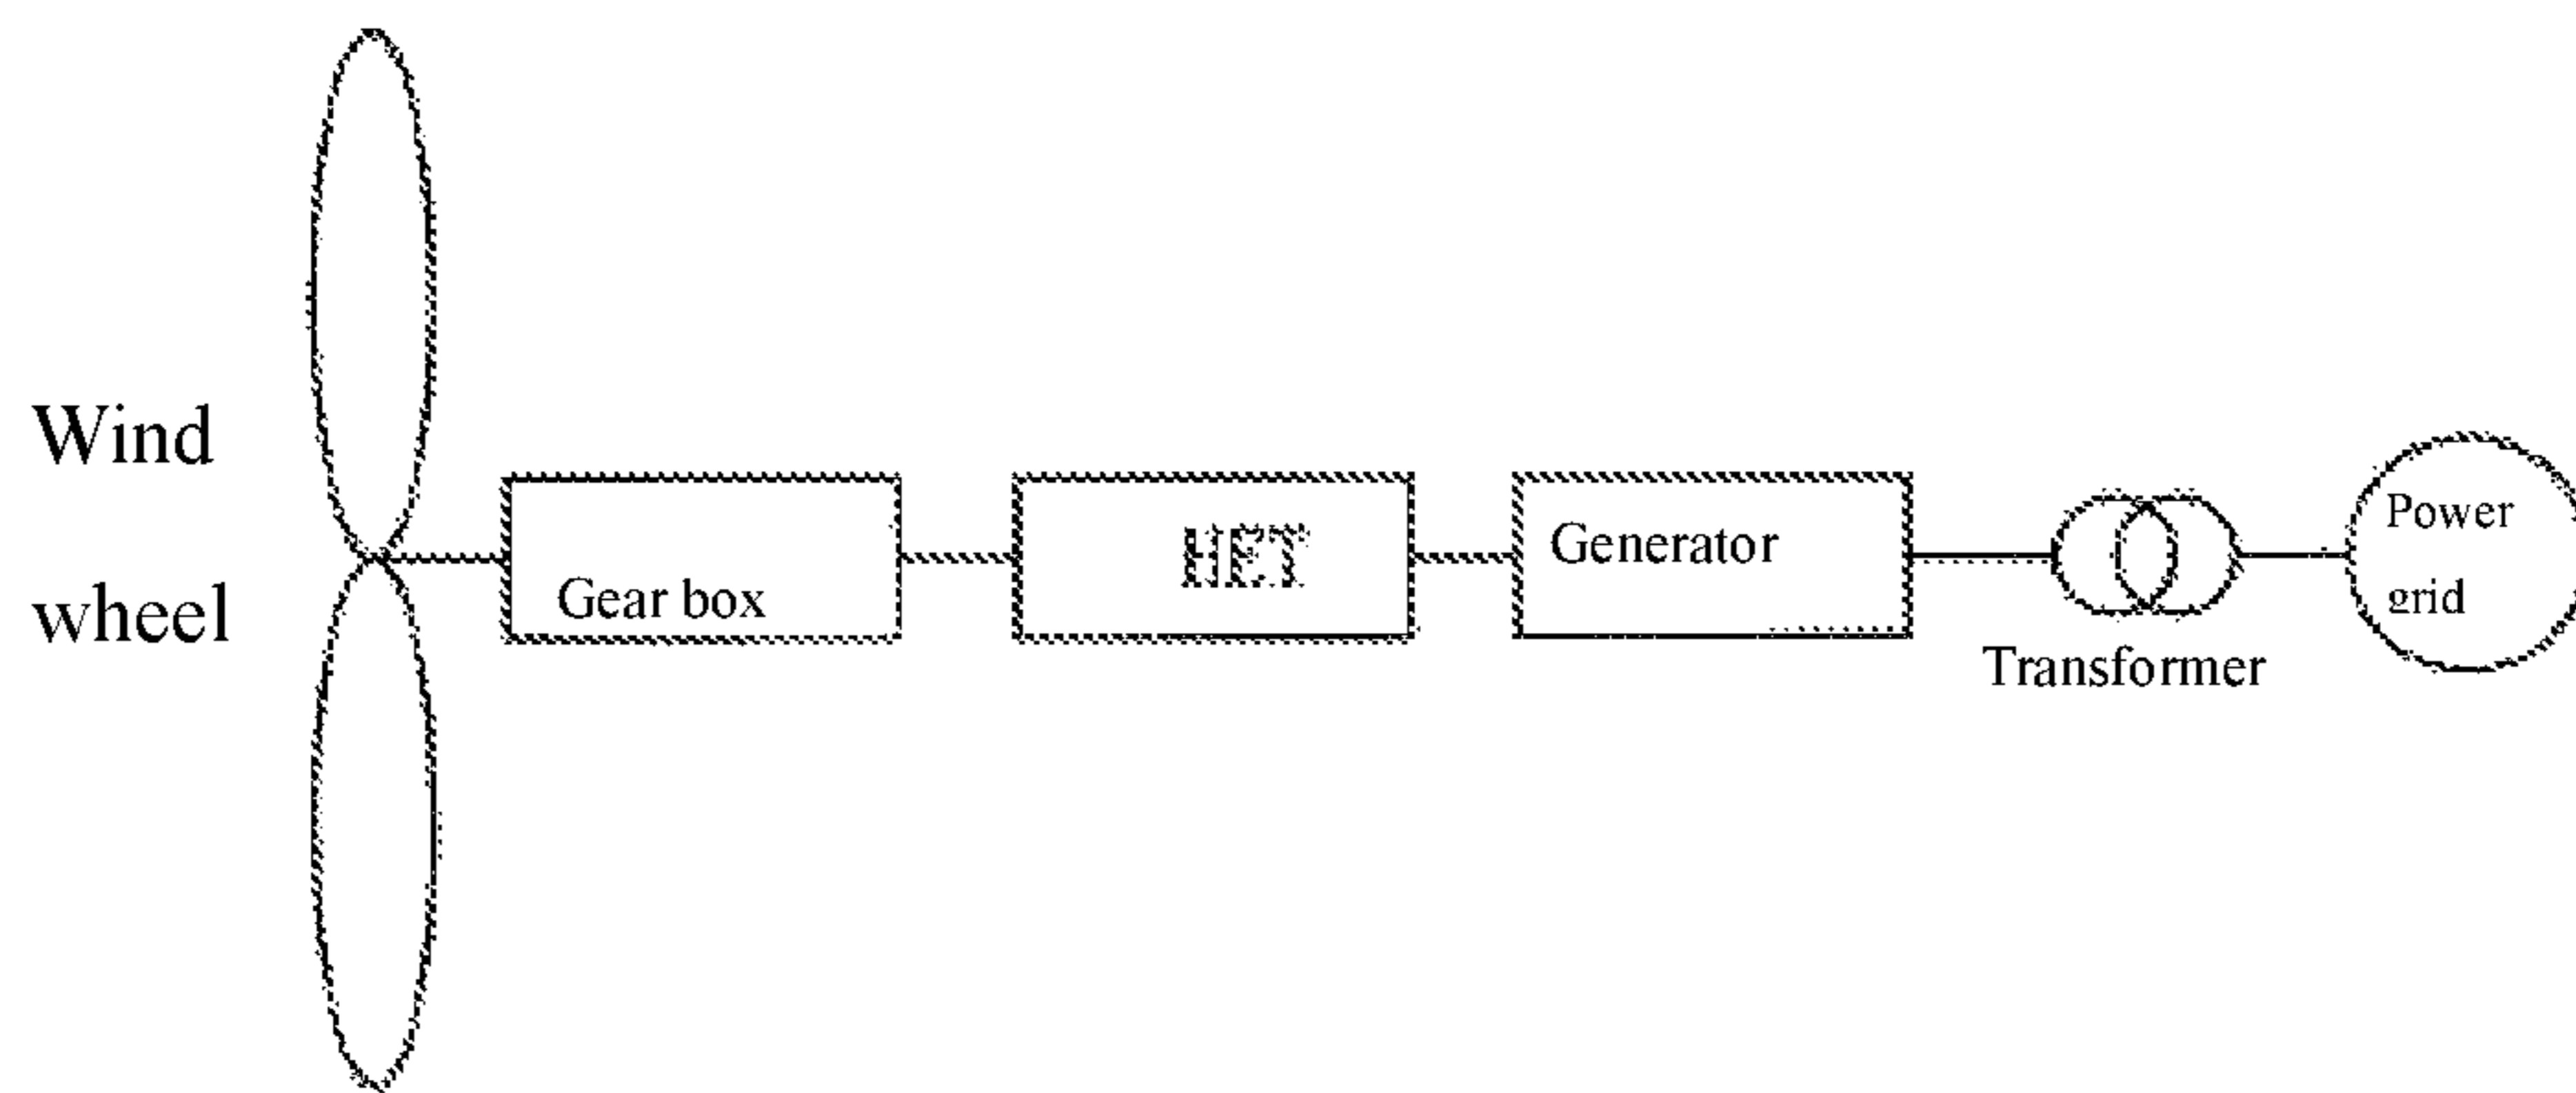 Wind
wheel
Gear box
HET
Generator
Transformer
Power
grid